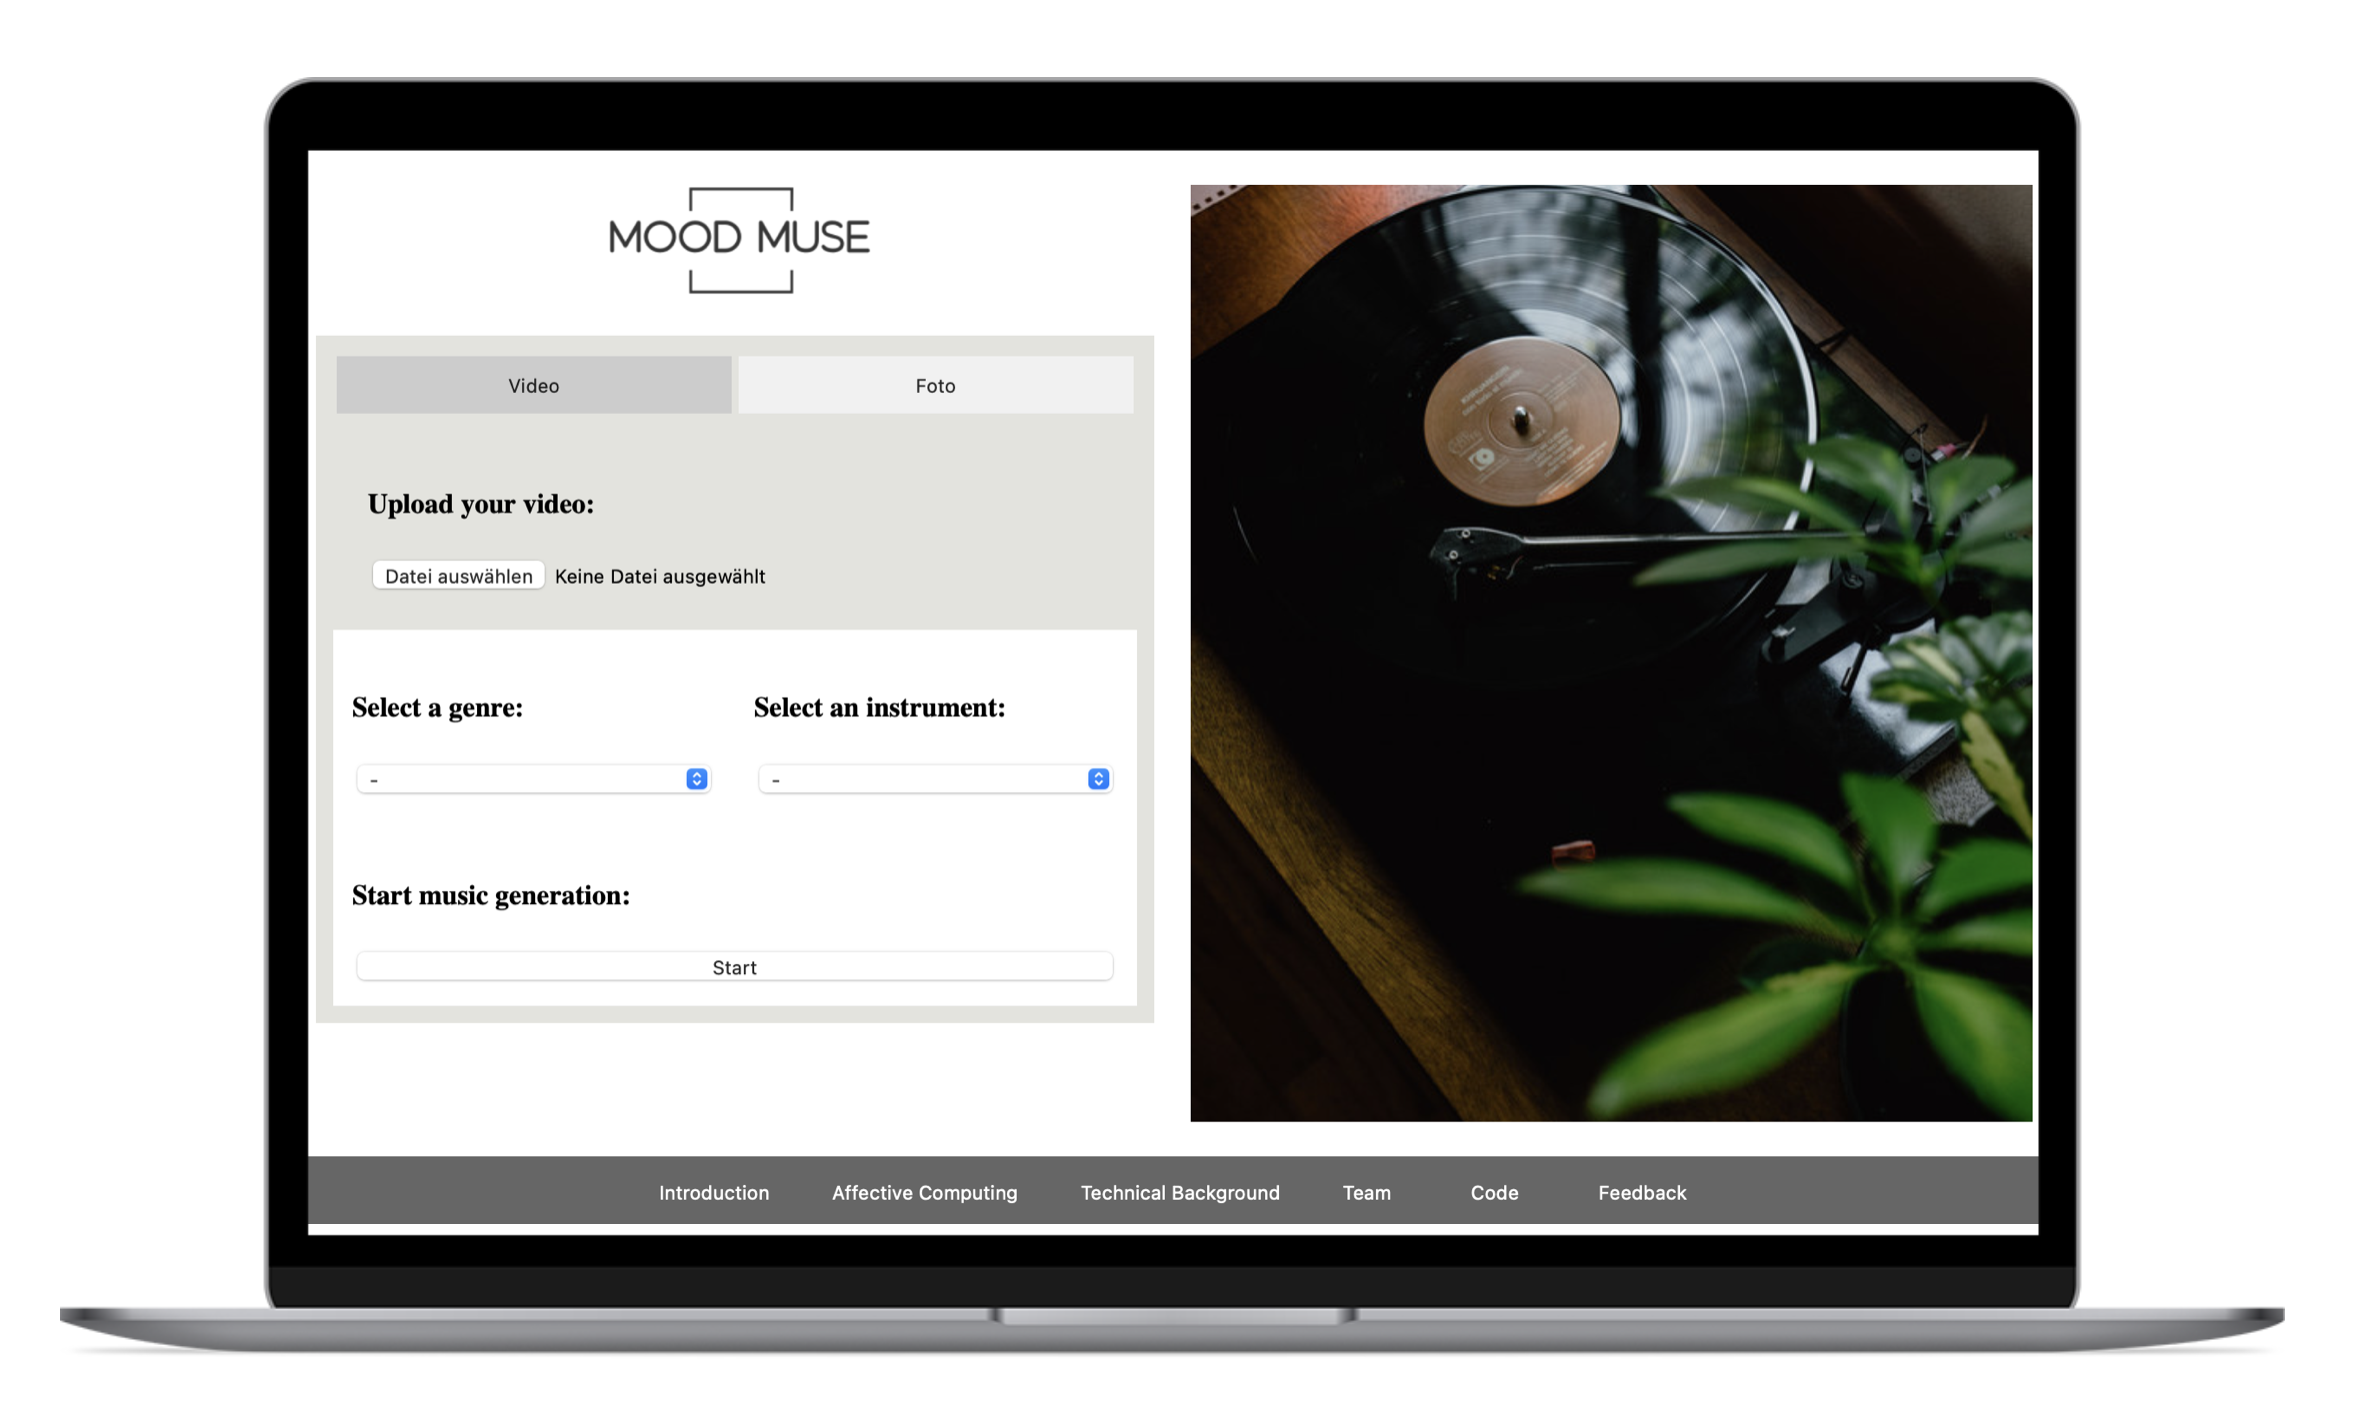 MOOD MUSE
Video
Foto
Upload your video:
Datei auswählen Keine Datei ausgewählt
Select a genre:
Select an instrument:
-
-
Start music generation:
Start
Introduction
Affective Computing
Technical Background
Team
Code
Feedback